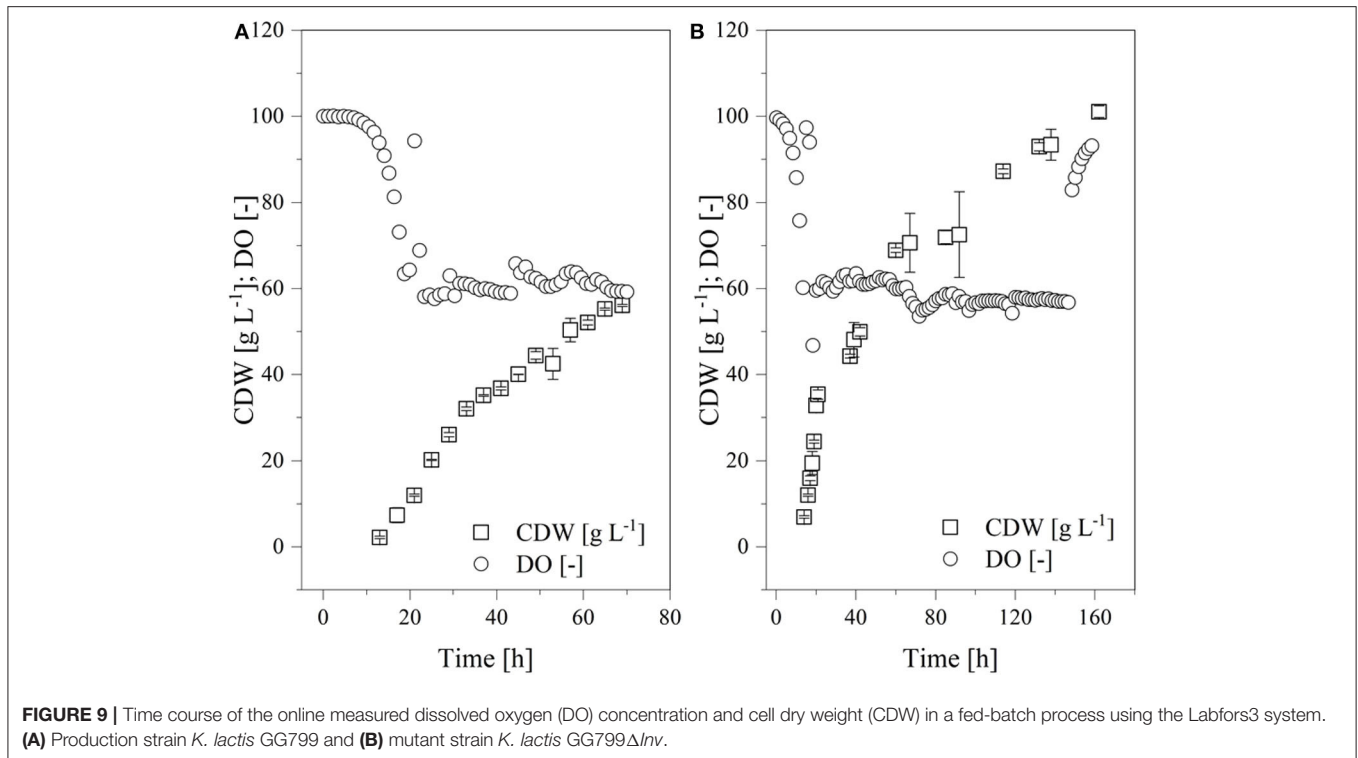 A
B
120
100
80
60
40
20
0
CDW [g L⁻¹]; DO [-]
CDW [g L⁻¹]
DO [-]
0 20 40 60 80
Time [h]
120
100
80
60
40
20
0
CDW [g L⁻¹]; DO [-]
CDW [g L⁻¹]
DO [-]
0 40 80 120 160
Time [h]
FIGURE 9 | Time course of the online measured dissolved oxygen (DO) concentration and cell dry weight (CDW) in a fed-batch process using the Labfors3 system.
(A) Production strain K. lactis GG799 and (B) mutant strain K. lactis GG799ΔInv.